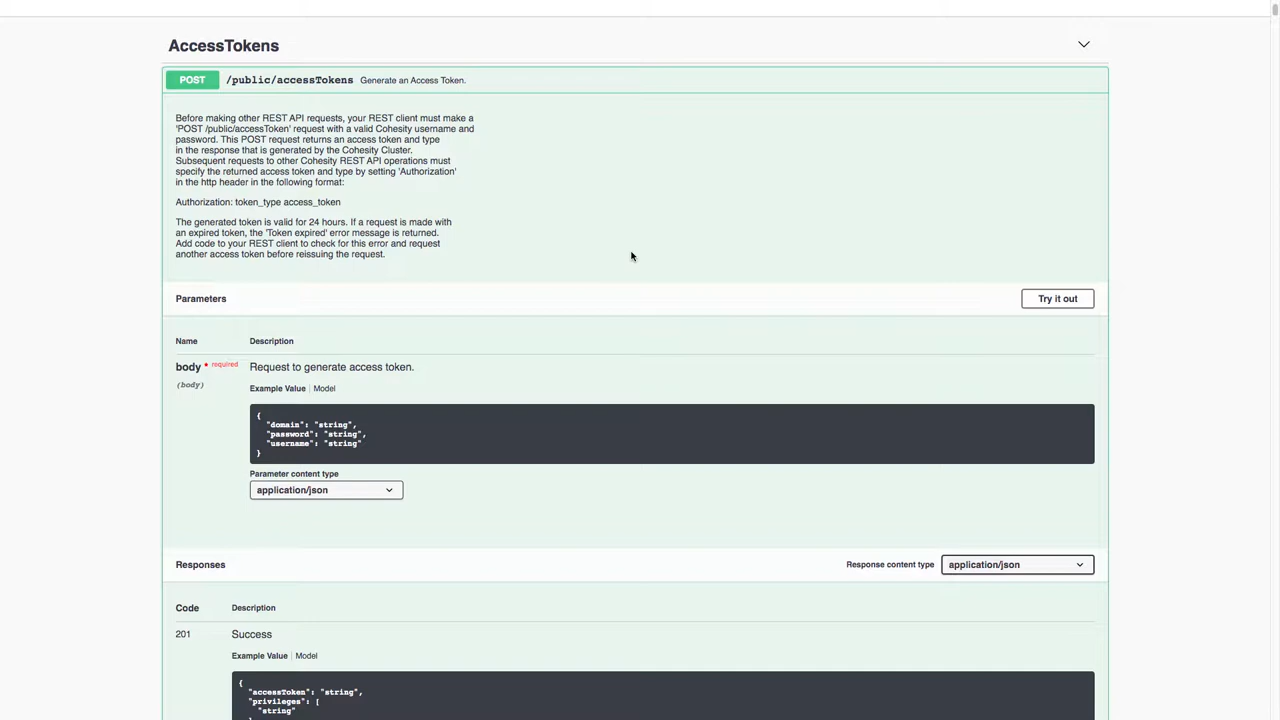 AccessTokens
POST /public/accessTokens Generate an Access Token.
Before making other REST API requests, your REST client must make a
'POST /public/accessToken' request with a valid Cohesity username and
password. This POST request returns an access token and type
in the response that is generated by the Cohesity Cluster.
Subsequent requests to other Cohesity REST API operations must
specify the returned access token and type by setting 'Authorization'
in the http header in the following format:
Authorization: token_type access_token
The generated token is valid for 24 hours. If a request is made with
an expired token, the 'Token expired' error message is returned.
Add code to your REST client to check for this error and request
another access token before reissuing the request.
Parameters Try it out
Name Description
body * required Request to generate access token.
(body)
Example Value | Model
{
"domain": "string",
"password": "string",
"username": "string"
}
Parameter content type
application/json
Responses Response content type application/json
Code Description
201 Success
Example Value | Model
{
"accessToken": "string",
"privileges": [
"string"